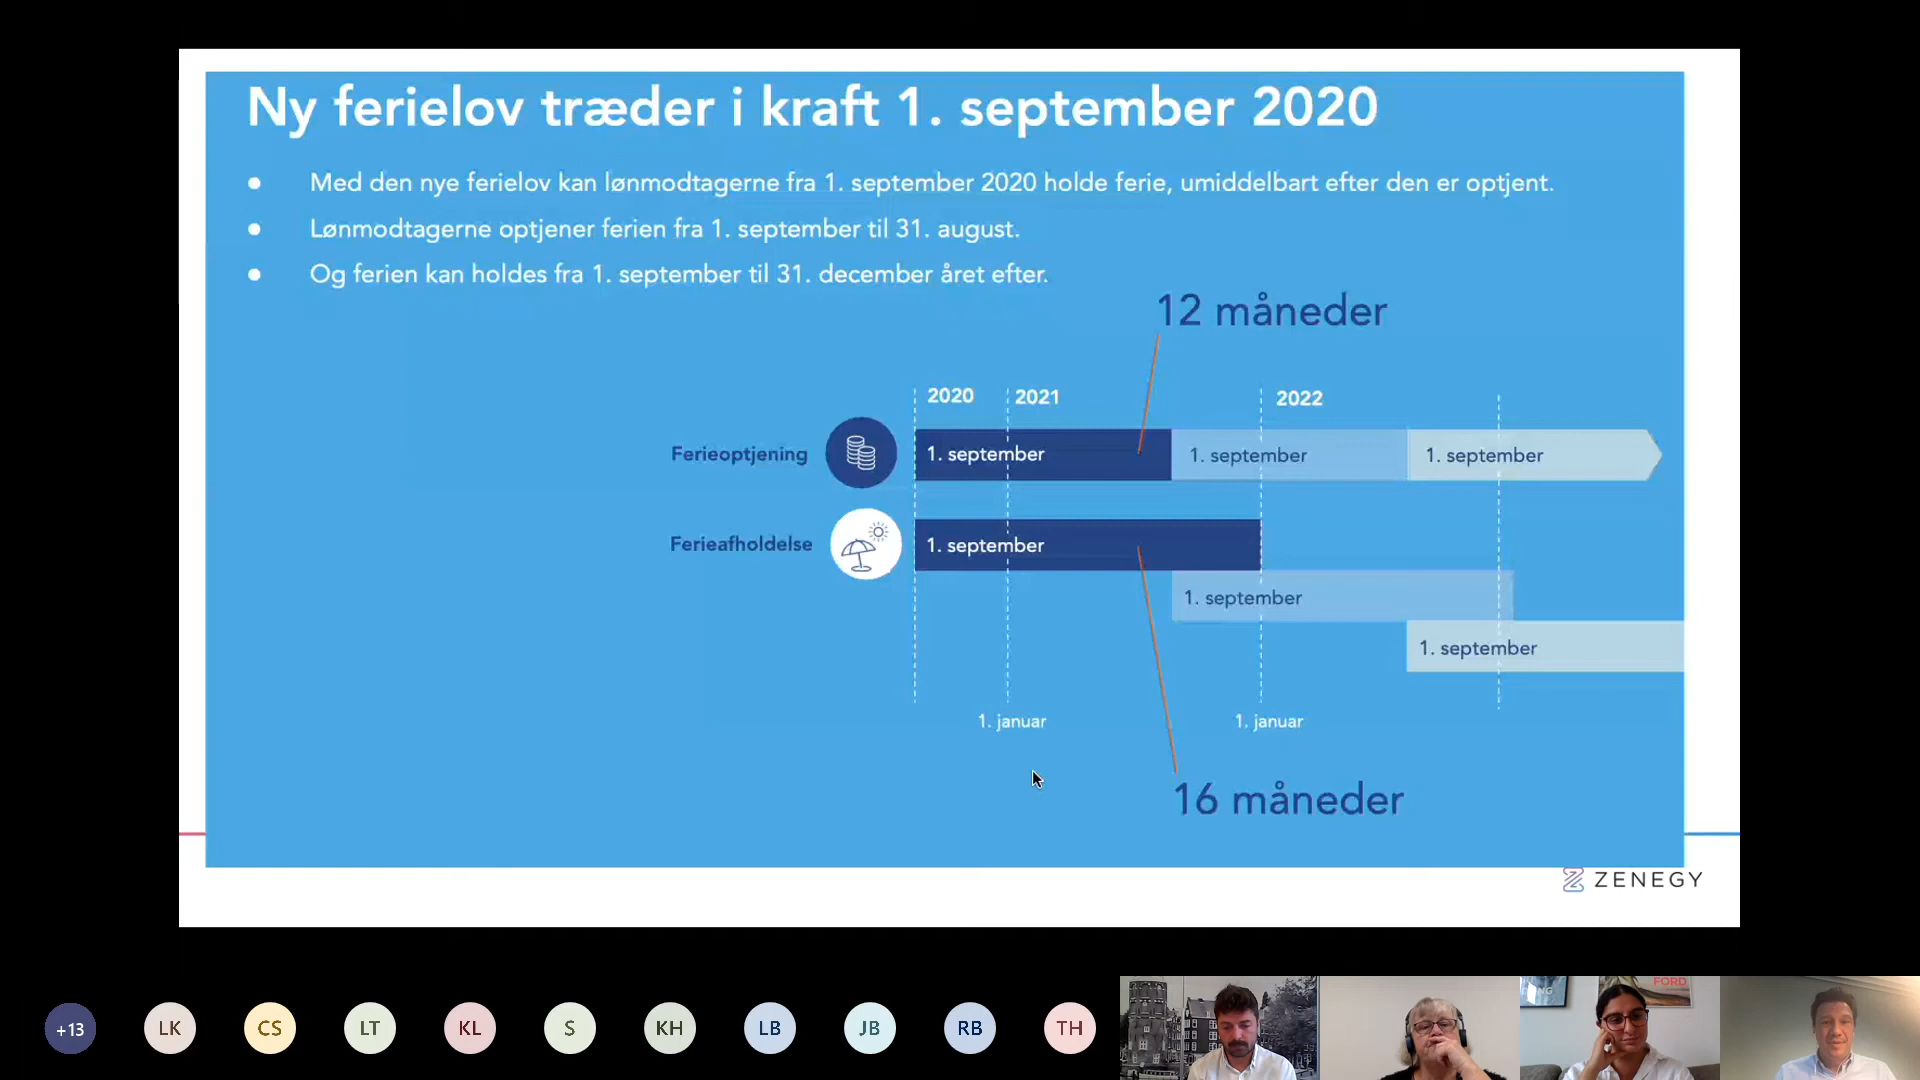 Ny ferielov træder i kraft 1. september 2020
Med den nye ferielov kan lønmodtagerne fra 1. september 2020 holde ferie, umiddelbart efter den er optjent.
Lønmodtagerne optjener ferien fra 1. september til 31. august.
Og ferien kan holdes fra 1. september til 31. december året efter.
12 måneder
2020
2021
2022
Ferieoptjening
1. september
1. september
1. september
Ferieafholdelse
1. september
1. september
1. september
1. januar
1. januar
16 måneder
ZENEGY
+13
LK
CS
LT
KL
S
KH
LB
JB
RB
TH
FORD